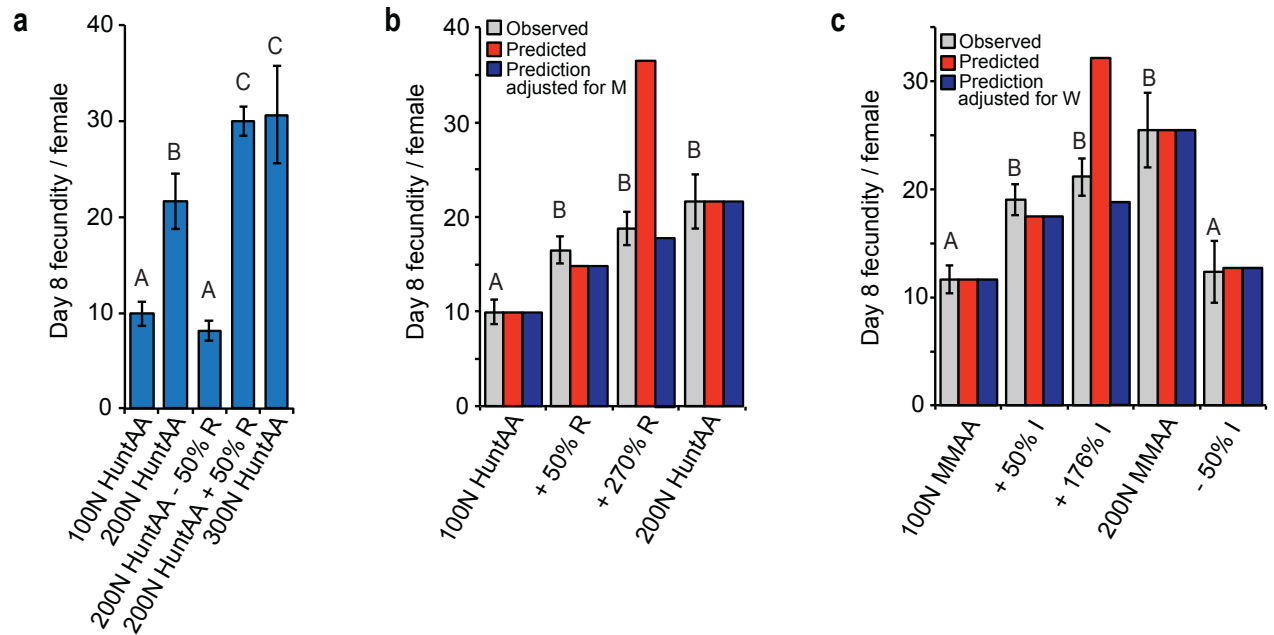 a
Day 8 fecundity / female
40
30
20
10
0
A
B
A
C
C
100N HuntAA
200N HuntAA
200N HuntAA - 50% R
200N HuntAA + 50% R
300N HuntAA
b
Day 8 fecundity / female
40
30
20
10
0
Observed
Predicted
Prediction
adjusted for M
A
B
B
B
100N HuntAA
+ 50% R
+ 270% R
200N HuntAA
c
Day 8 fecundity / female
30
20
10
0
Observed
Predicted
Prediction
adjusted for W
A
B
B
B
A
100N MMAA
+ 50% I
+ 176% I
200N MMAA
- 50% I